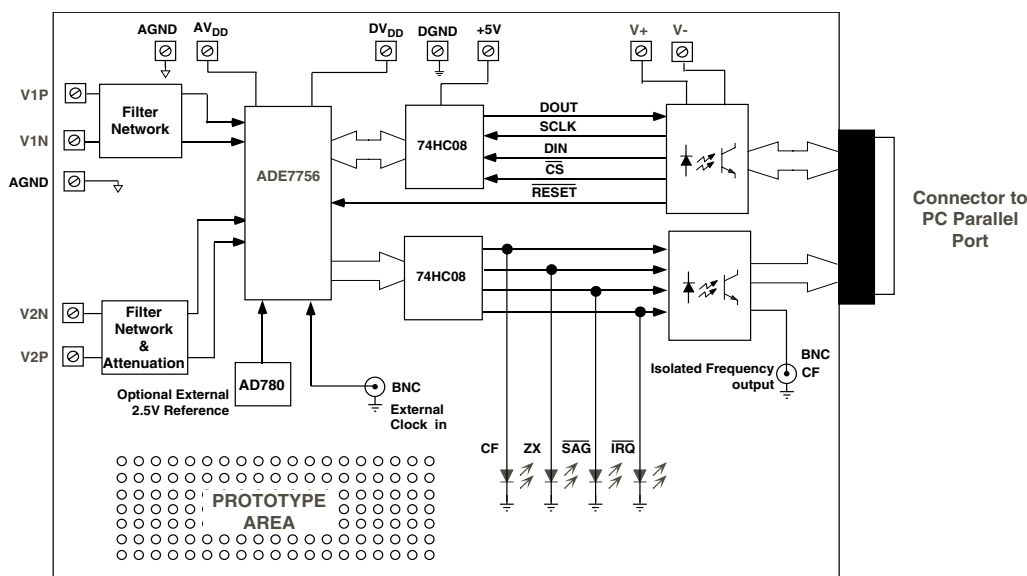 AGND
AVDD
DVDD
DGND
+5V
V+
V-
V1P
V1N
AGND
Filter
Network
ADE7756
74HC08
DOUT
SCLK
DIN
CS
RESET
Connector to
PC Parallel
Port
74HC08
V2N
V2P
Filter
Network
&
Attenuation
AD780
Optional External
2.5V Reference
BNC
External
Clock in
Isolated Frequency
output
BNC
CF
CF
ZX
SAG
IRQ
PROTOTYPE
AREA